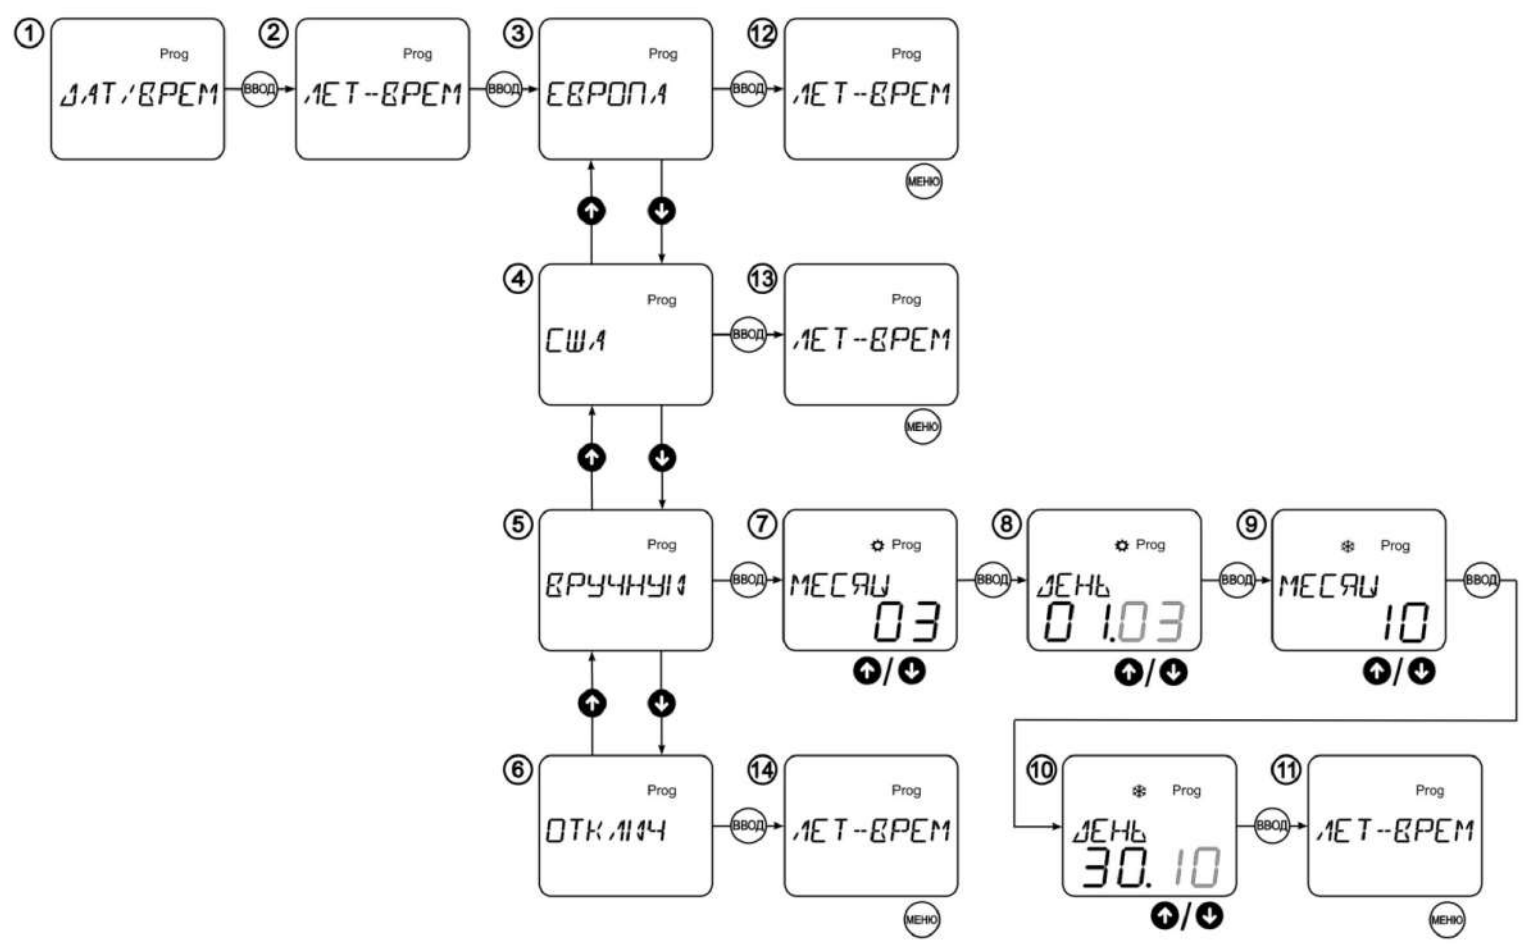 1 2 3 12
Prog Prog Prog Prog
ДАТ/ВРЕМ ВВОД ЛЕТ-ВРЕМ ВВОД ЕВРОПА ВВОД ЛЕТ-ВРЕМ
МЕНЮ
4 13
Prog Prog
США ВВОД ЛЕТ-ВРЕМ
МЕНЮ
5 7 8 9
Prog Prog Prog Prog
ВРУЧНУЮ ВВОД МЕСЯЦ ВВОД ДЕНЬ ВВОД МЕСЯЦ ВВОД
03 01.03 10
/ / /
6 14 10 11
Prog Prog Prog Prog
ОТКЛЮЧ ВВОД ЛЕТ-ВРЕМ ДЕНЬ ВВОД ЛЕТ-ВРЕМ
30.10
МЕНЮ / МЕНЮ